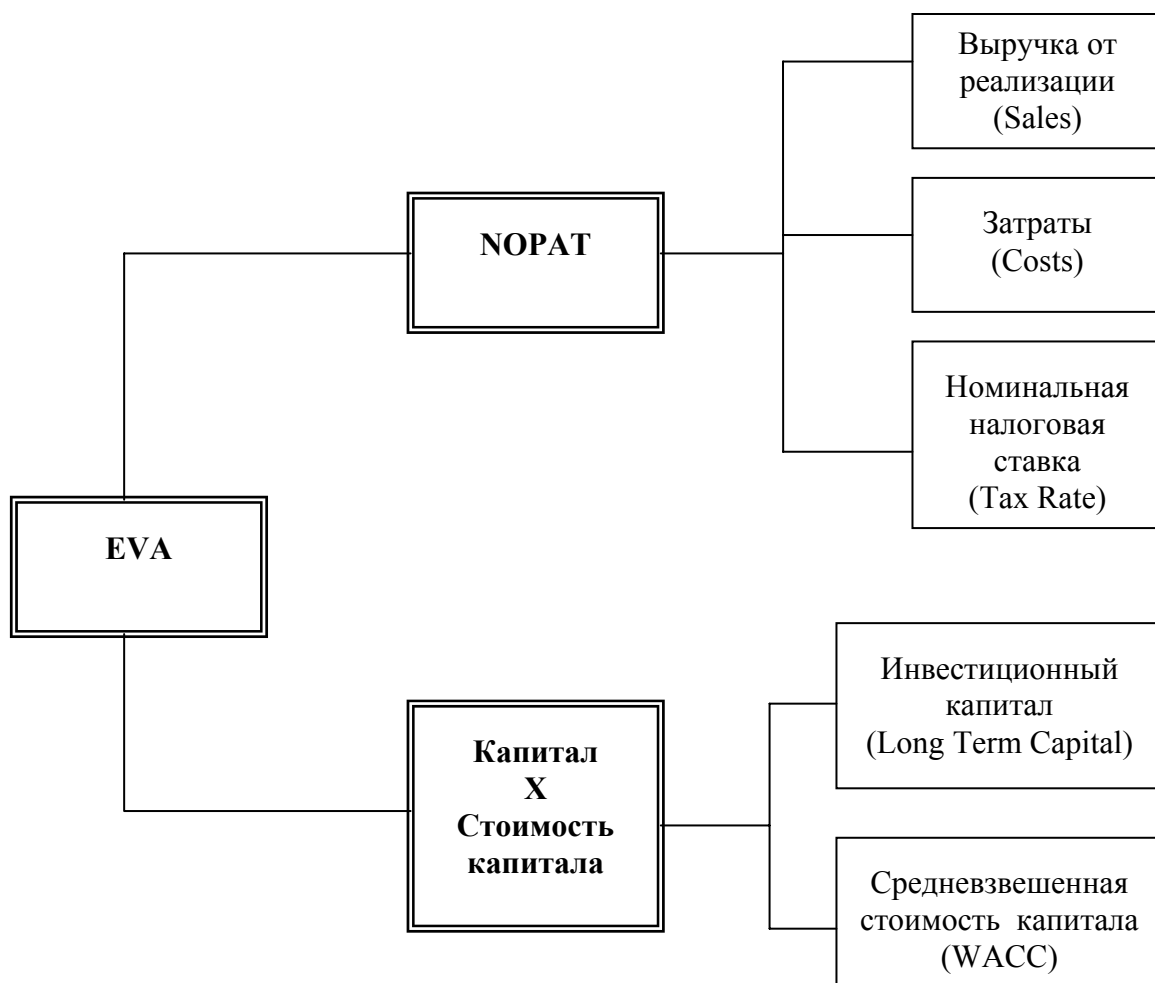 Выручка от
реализации
(Sales)
NOPAT
Затраты
(Costs)
Номинальная
налоговая
ставка
(Tax Rate)
EVA
Инвестиционный
капитал
(Long Term Capital)
Капитал
X
Стоимость
капитала
Средневзвешенная
стоимость капитала
(WACC)